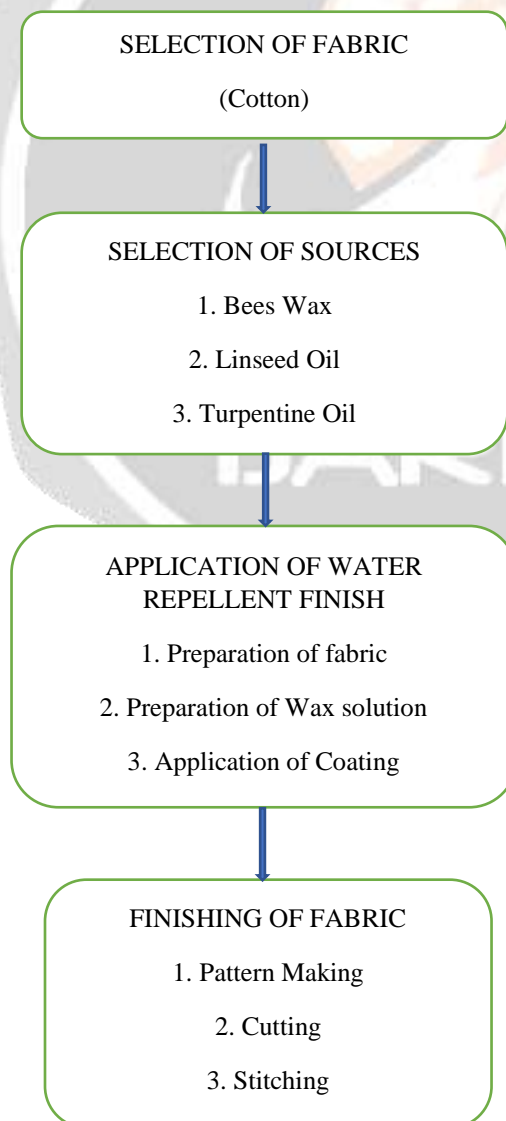 SELECTION OF FABRIC
(Cotton)
SELECTION OF SOURCES
1. Bees Wax
2. Linseed Oil
3. Turpentine Oil
APPLICATION OF WATER
REPELLENT FINISH
1. Preparation of fabric
2. Preparation of Wax solution
3. Application of Coating
FINISHING OF FABRIC
1. Pattern Making
2. Cutting
3. Stitching